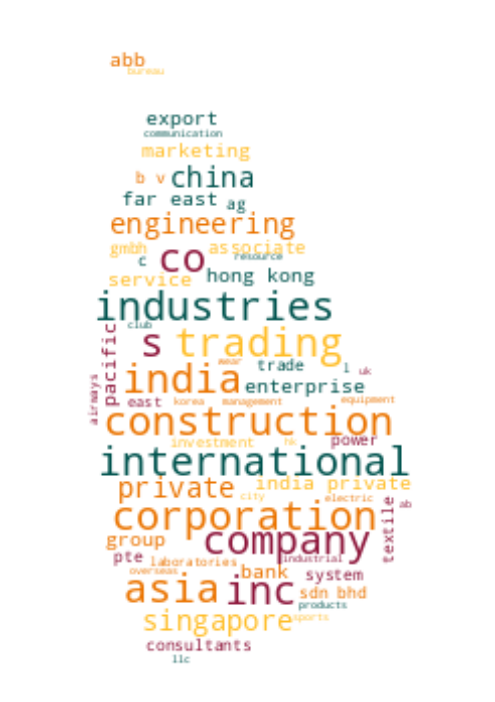 abb
bureau
export
communication
marketing
b v china
far east ag
engineering
gmbh associate
c co resource
service hong kong
industries
club
s trading
pacific
wear trade l uk
india enterprise
airways
east korea management equipment
construction
investment hk power
international
private india private
city electric
corporation ab
textile
group company
pte laboratories industrial
overseas bank system
asia inc sdn bhd
products
singapore sports
consultants
llc